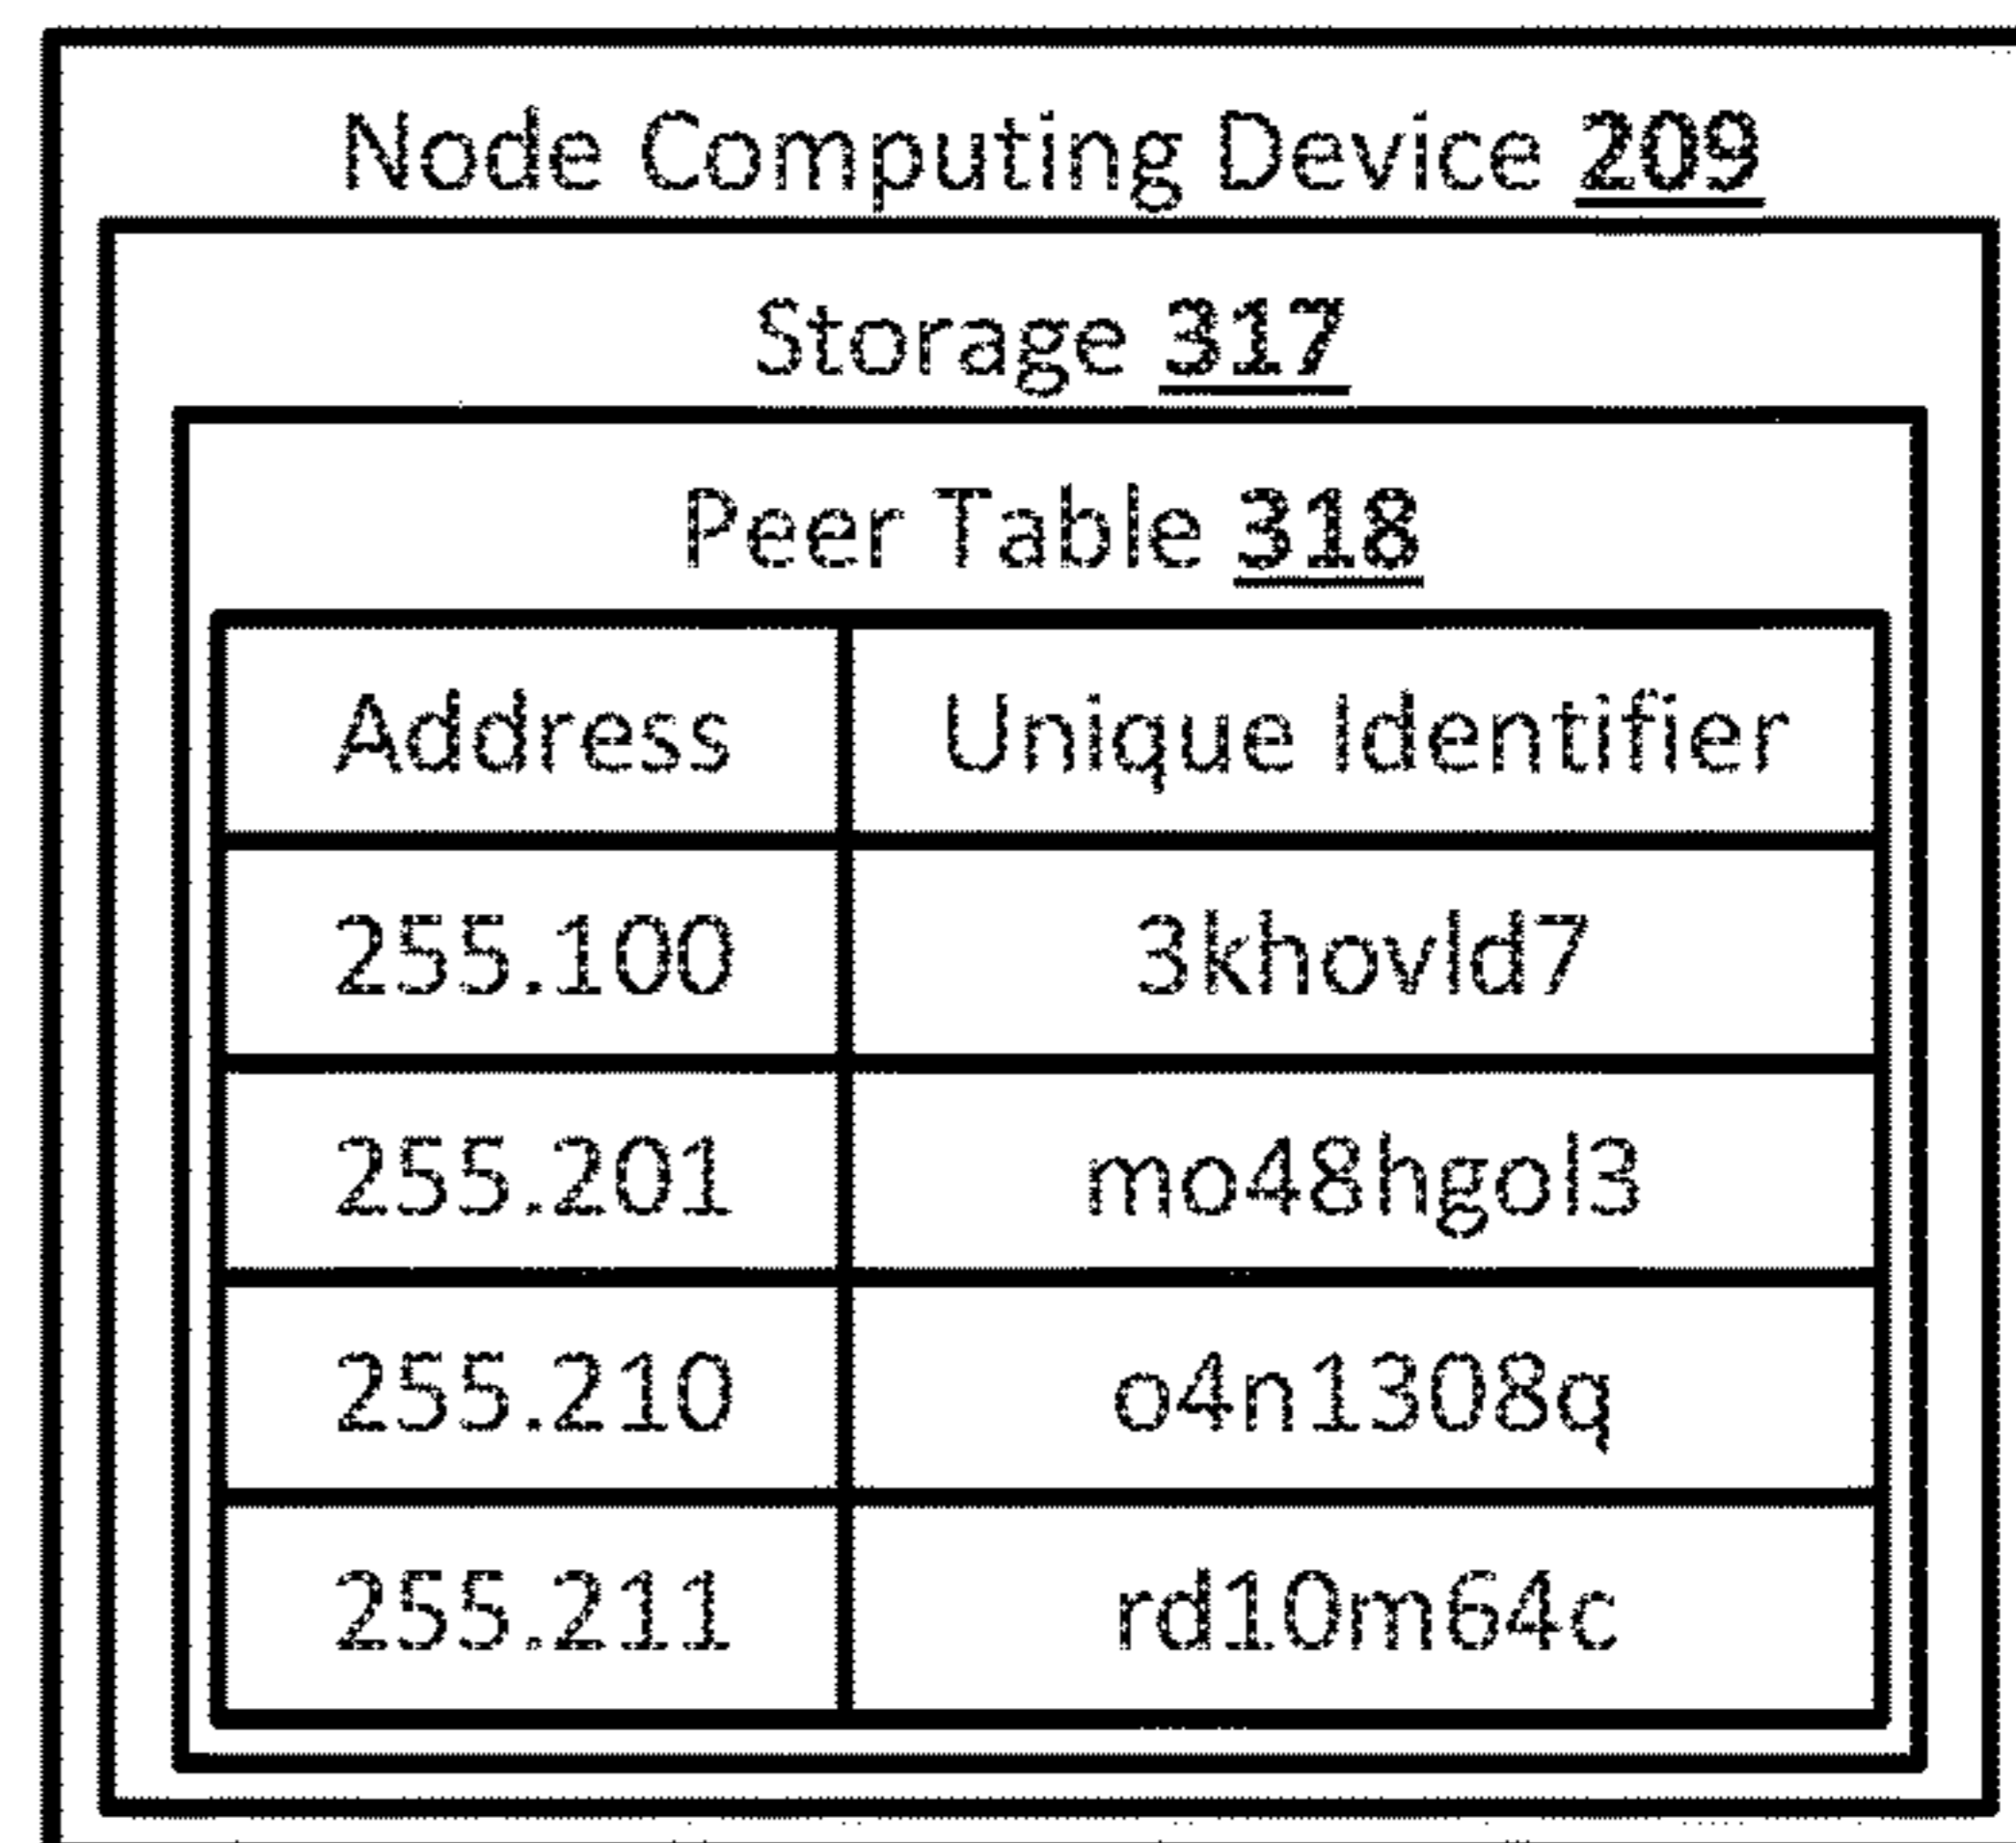 Node Computing Device 209
Storage 317
Peer Table 318
Address Unique Identifier
255.100 3khovld7
255.201 mo48hgol3
255.210 o4n1308q
255.211 rd10m64c